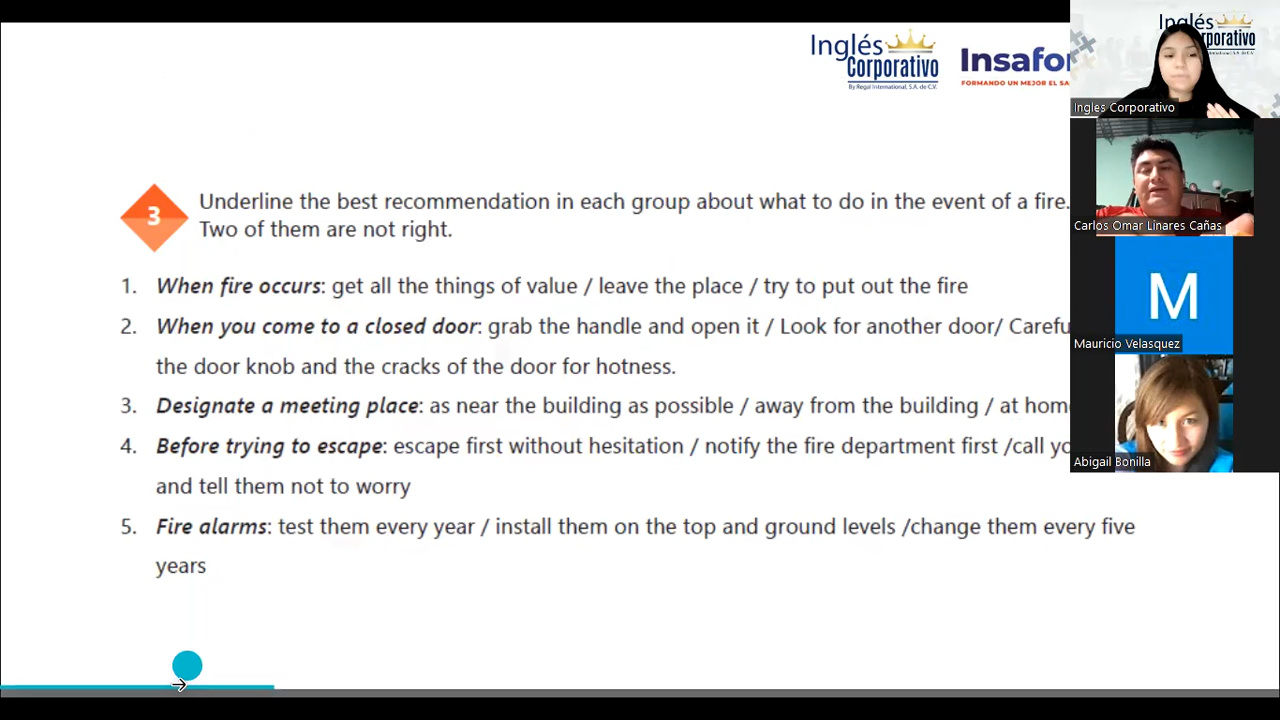 Inglés
Corporativo
By Regal International, S.A. de C.V.
Insafo
FORMANDO UN MEJOR EL
Inglés
rporativo
Ingles Corporativo
Carlos Omar Linares Cañas
M
Mauricio Velasquez
Abigail Bonilla
3
Underline the best recommendation in each group about what to do in the event of a fire.
Two of them are not right.
1. When fire occurs: get all the things of value / leave the place / try to put out the fire
2. When you come to a closed door: grab the handle and open it / Look for another door/ Carefu
the door knob and the cracks of the door for hotness.
3. Designate a meeting place: as near the building as possible / away from the building / at hom
4. Before trying to escape: escape first without hesitation / notify the fire department first /call yo
and tell them not to worry
5. Fire alarms: test them every year / install them on the top and ground levels /change them every five
years